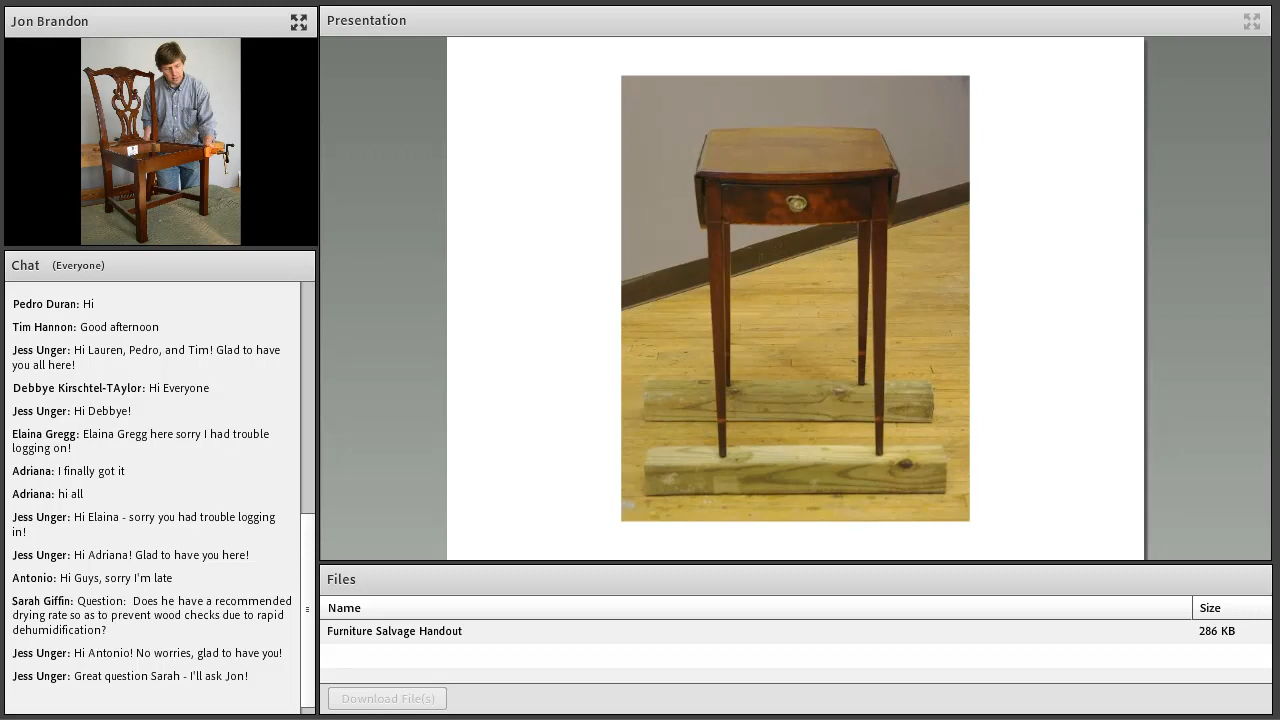 Jon Brandon
Presentation
Chat (Everyone)
Pedro Duran: Hi
Tim Hannon: Good afternoon
Jess Unger: Hi Lauren, Pedro, and Tim! Glad to have
you all here!
Debbye Kirschtel-TAylor: Hi Everyone
Jess Unger: Hi Debbye!
Elaina Gregg: Elaina Gregg here sorry I had trouble
logging on!
Adriana: I finally got it
Adriana: hi all
Jess Unger: Hi Elaina - sorry you had trouble logging
in!
Jess Unger: Hi Adriana! Glad to have you here!
Antonio: Hi Guys, sorry I'm late
Sarah Giffin: Question: Does he have a recommended
drying rate so as to prevent wood checks due to rapid
dehumidification?
Jess Unger: Hi Antonio! No worries, glad to have you!
Jess Unger: Great question Sarah - I'll ask Jon!
Files
Name Size
Furniture Salvage Handout 286 KB
Download File(s)